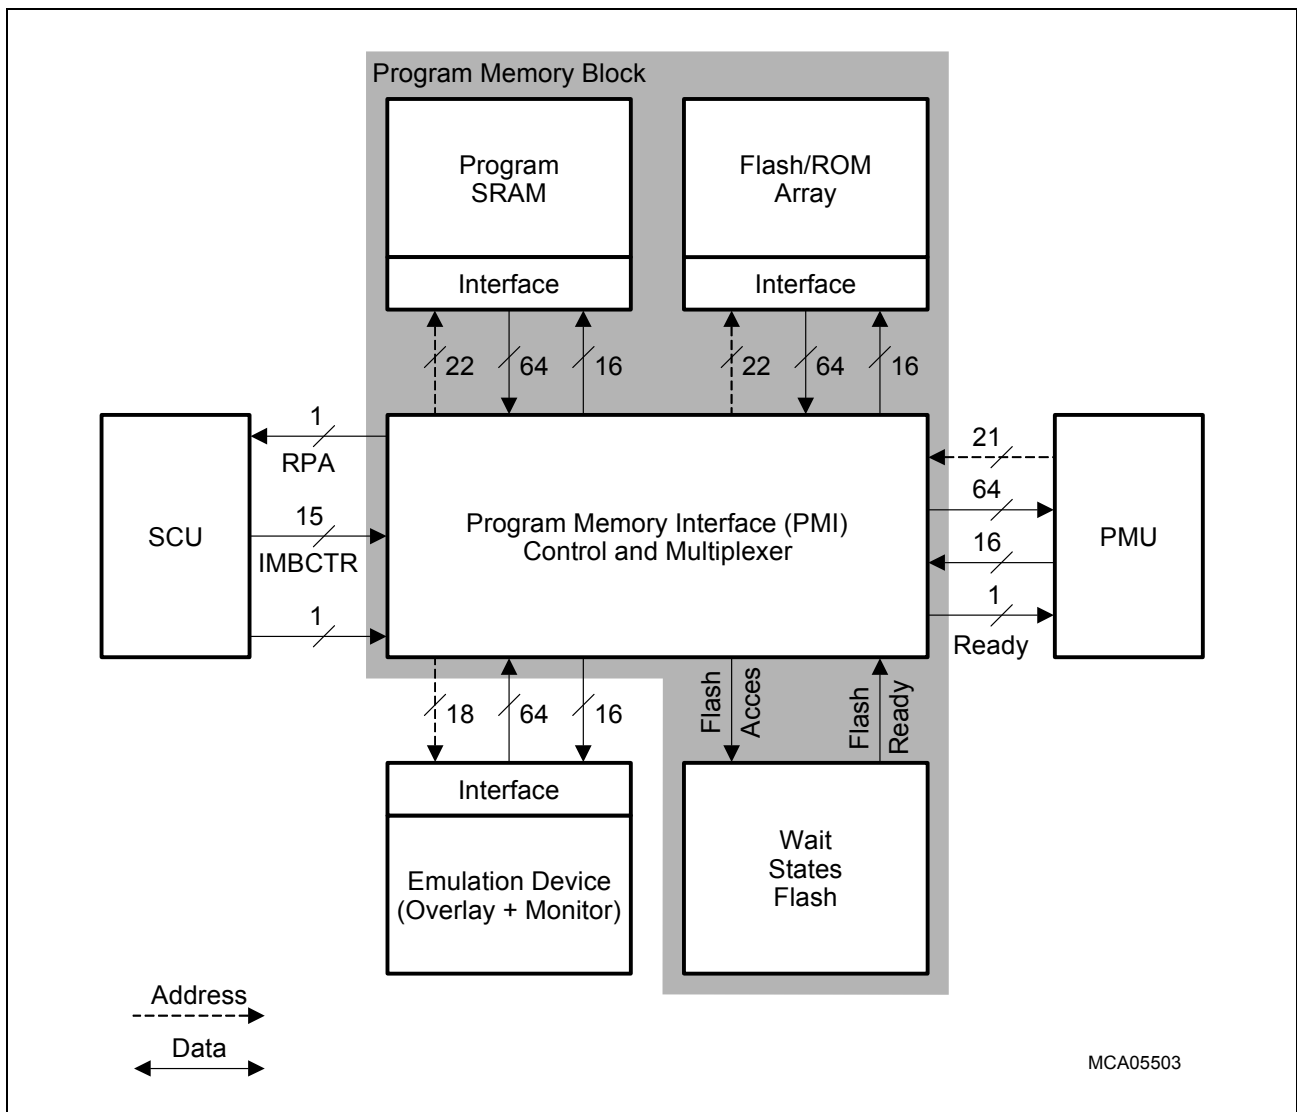 Program Memory Block
Program
SRAM
Flash/ROM
Array
Interface
Interface
22
64
16
22
64
16
1
RPA
21
64
15
IMBCTR
SCU
Program Memory Interface (PMI)
Control and Multiplexer
PMU
16
1
1
Ready
18
64
16
Flash
Acces
Flash
Ready
Interface
Emulation Device
(Overlay + Monitor)
Wait
States
Flash
Address
Data
MCA05503